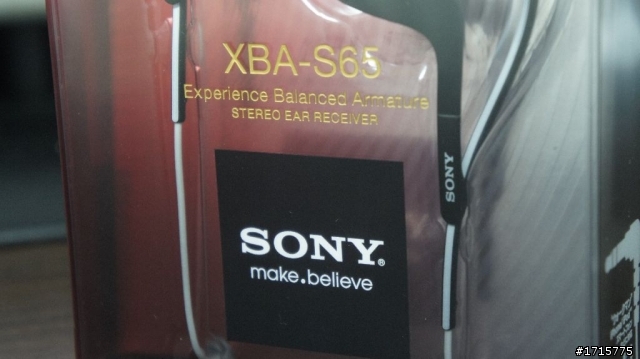 XBA-S65
Experience Balanced Armature
STEREO EAR RECEIVER
SONY
SONY®
make.believe
#1715775